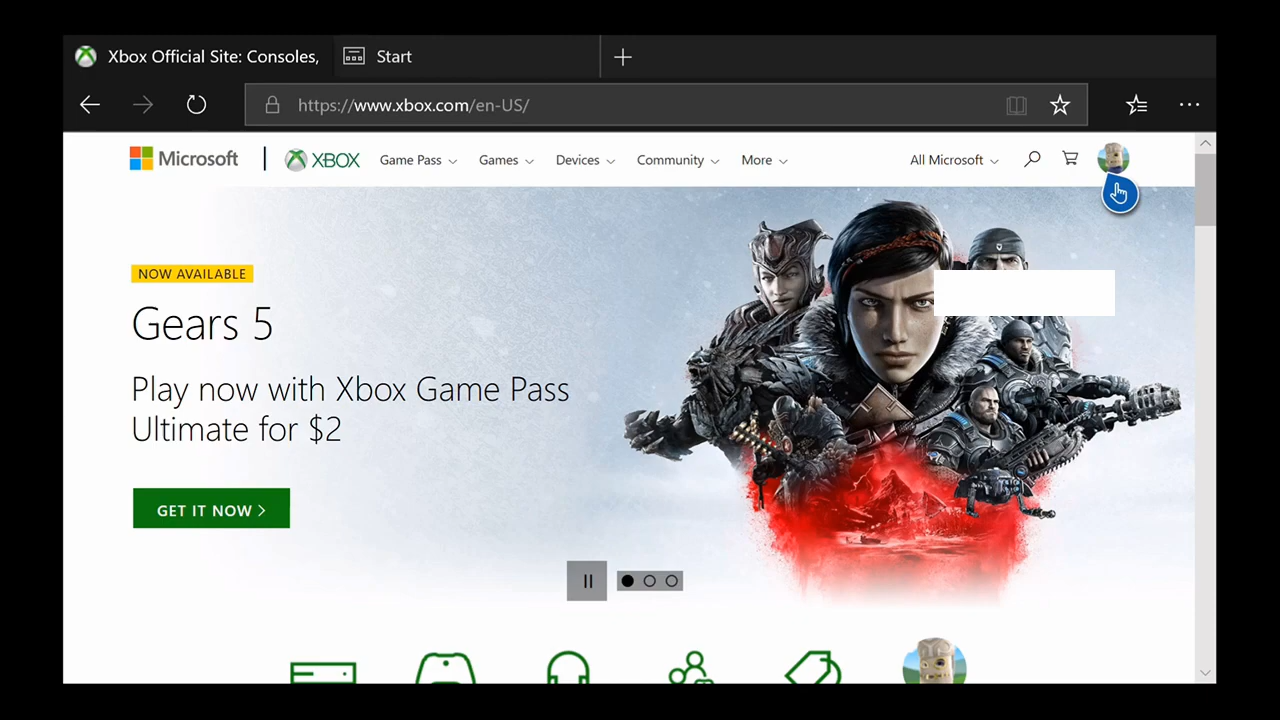 Xbox Official Site: Consoles,
Start
https://www.xbox.com/en-US/
Microsoft
XBOX
Game Pass
Games
Devices
Community
More
All Microsoft
NOW AVAILABLE
Gears 5
Play now with Xbox Game Pass
Ultimate for $2
GET IT NOW >